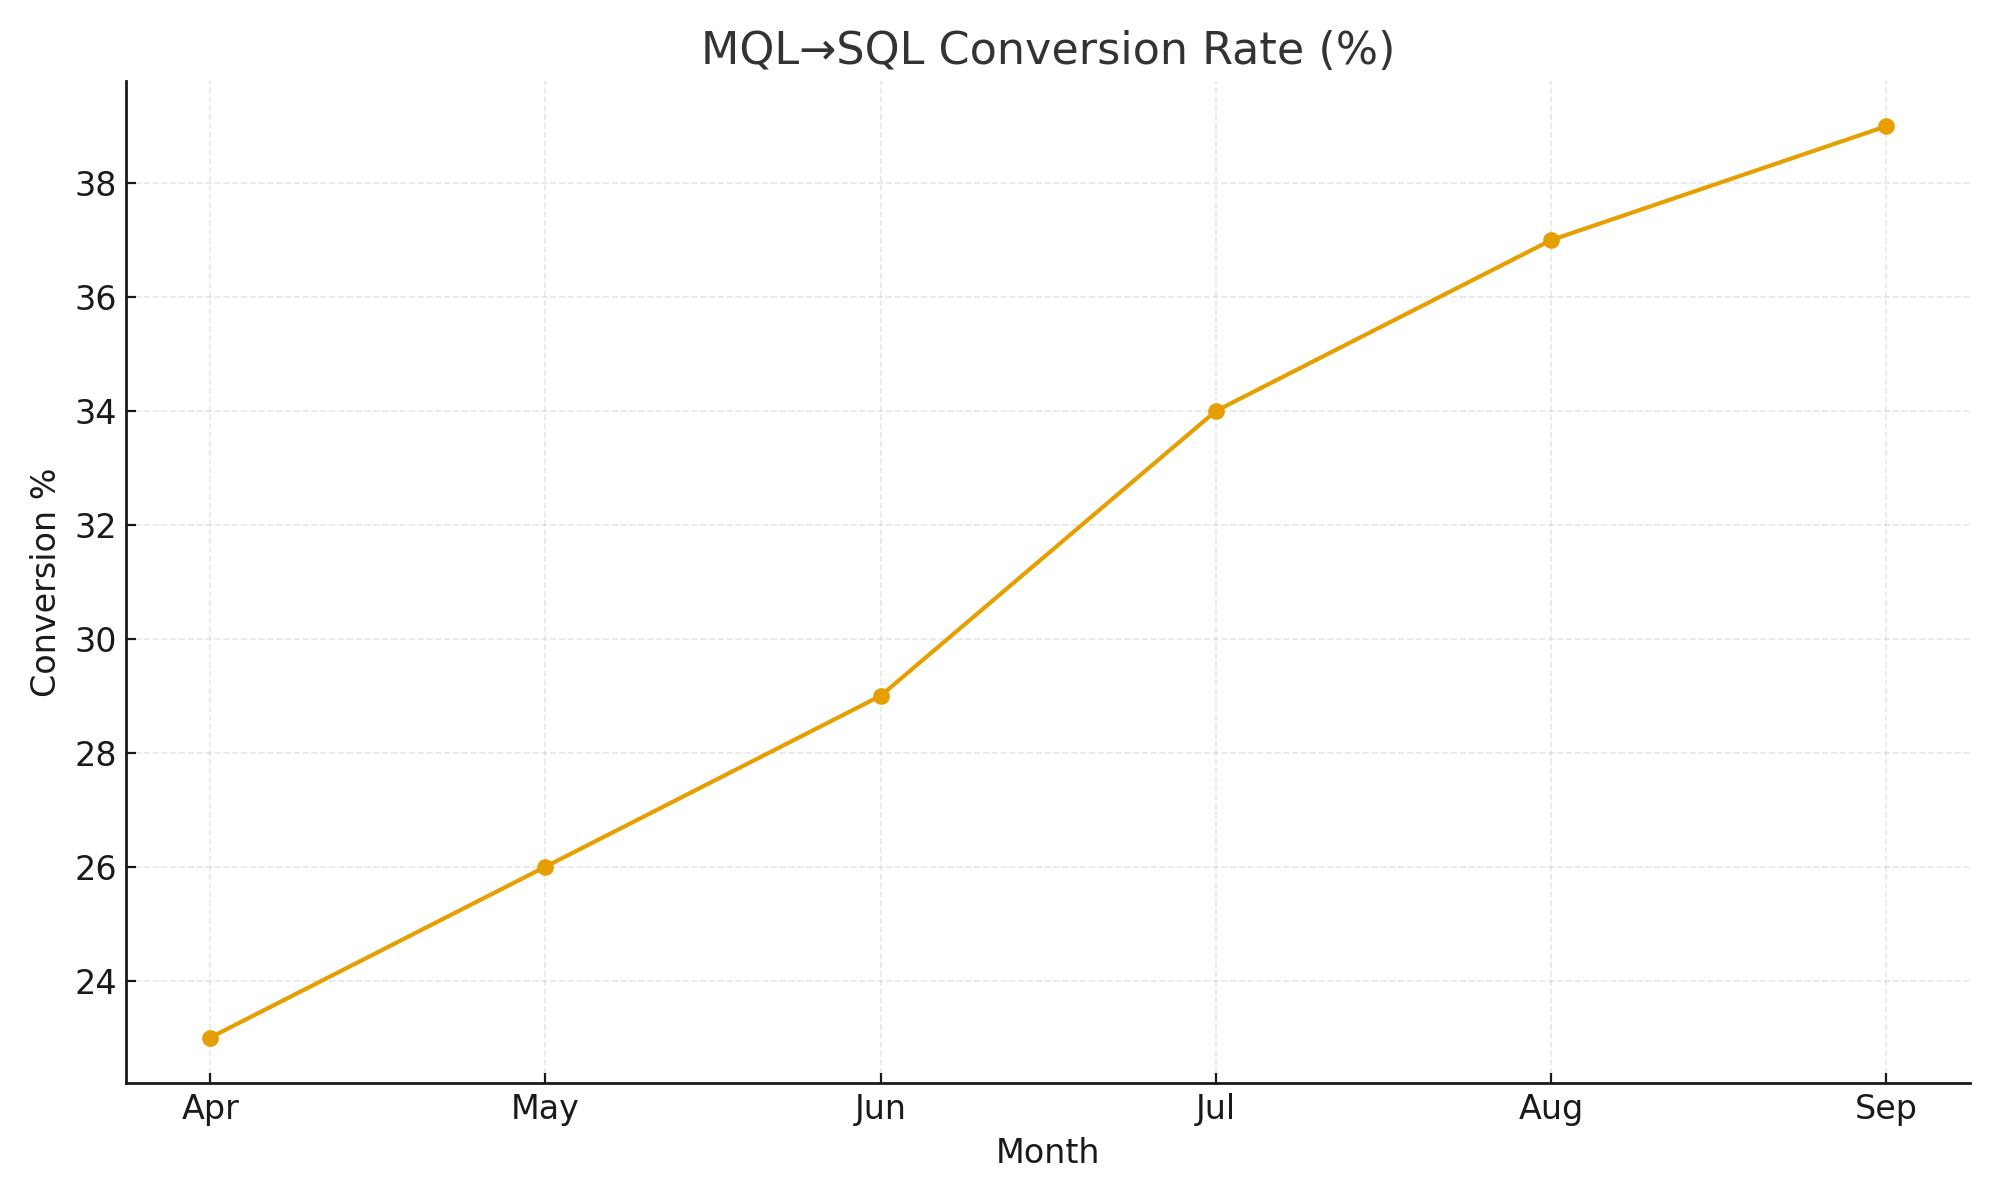 MQL→SQL Conversion Rate (%)
Conversion %
38
36
34
32
30
28
26
24
Apr May Jun Jul Aug Sep
Month